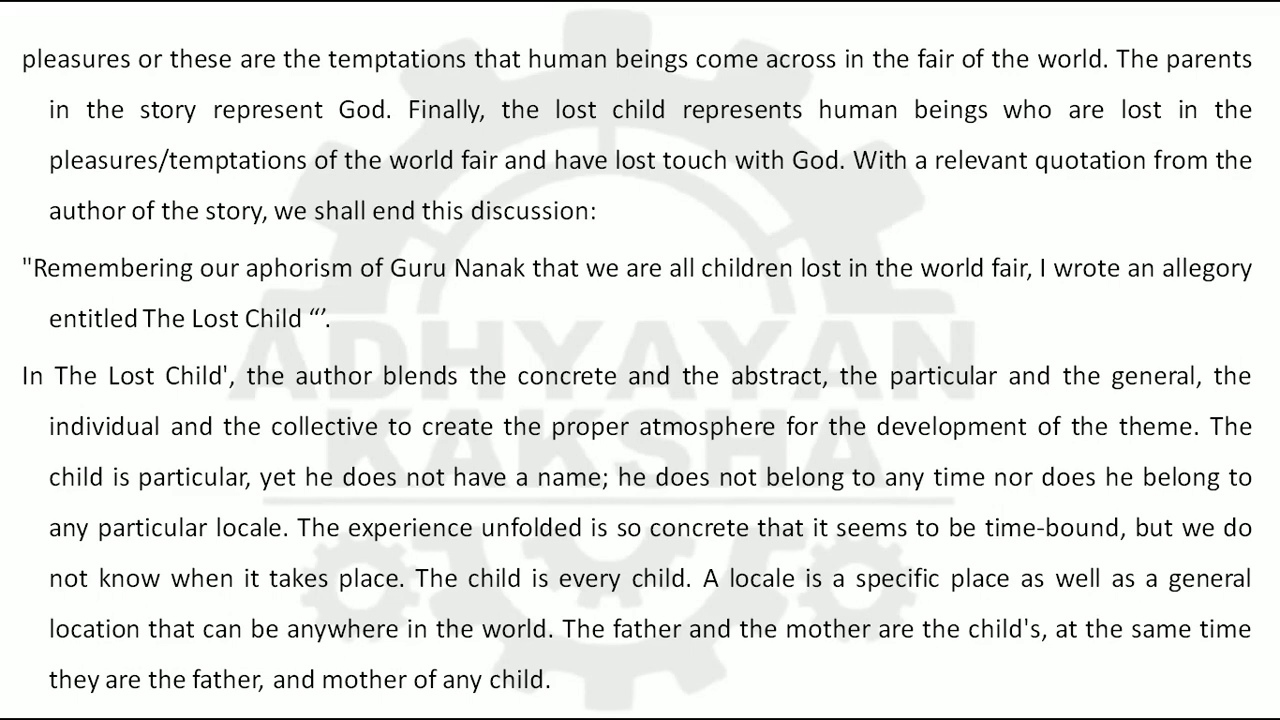 pleasures or these are the temptations that human beings come across in the fair of the world. The parents
in the story represent God. Finally, the lost child represents human beings who are lost in the
pleasures/temptations of the world fair and have lost touch with God. With a relevant quotation from the
author of the story, we shall end this discussion:
"Remembering our aphorism of Guru Nanak that we are all children lost in the world fair, I wrote an allegory
entitled The Lost Child “’.
In The Lost Child', the author blends the concrete and the abstract, the particular and the general, the
individual and the collective to create the proper atmosphere for the development of the theme. The
child is particular, yet he does not have a name; he does not belong to any time nor does he belong to
any particular locale. The experience unfolded is so concrete that it seems to be time-bound, but we do
not know when it takes place. The child is every child. A locale is a specific place as well as a general
location that can be anywhere in the world. The father and the mother are the child's, at the same time
they are the father, and mother of any child.
ADHYAYAN
KAKSHA